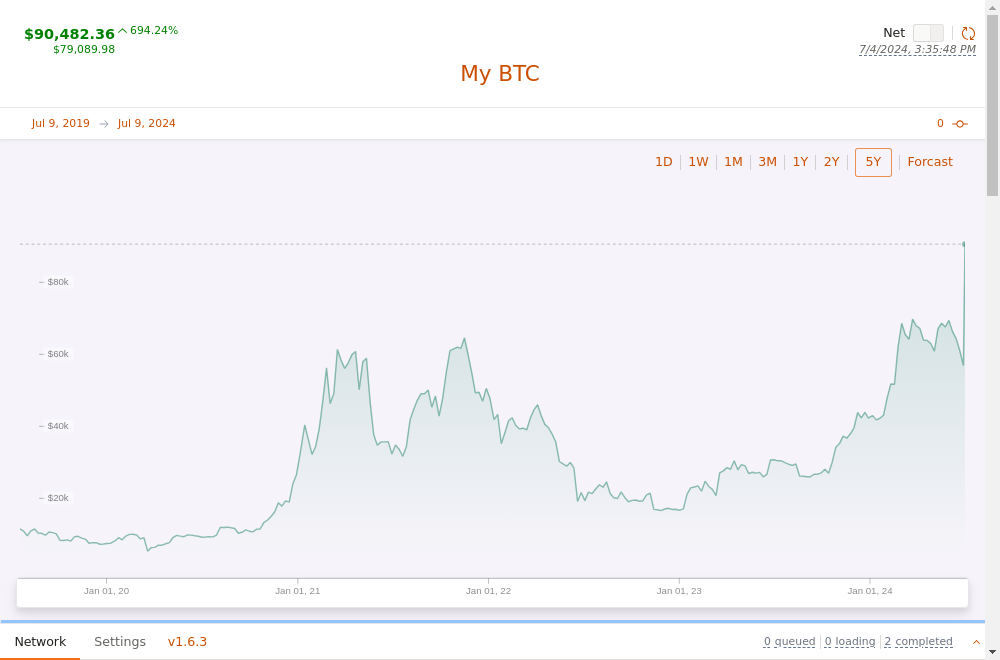 $90,482.36 694.24%
$79,089.98
Net
7/4/2024, 3:35:48 PM
My BTC
Jul 9, 2019 → Jul 9, 2024
0
1D 1W 1M 3M 1Y 2Y 5Y Forcast
$80k
$60k
$40k
$20k
Jan 01, 20 Jan 01, 21 Jan 01, 22 Jan 01, 23 Jan 01, 24
Network Settings v1.6.3 0 queued 0 loading 2 completed